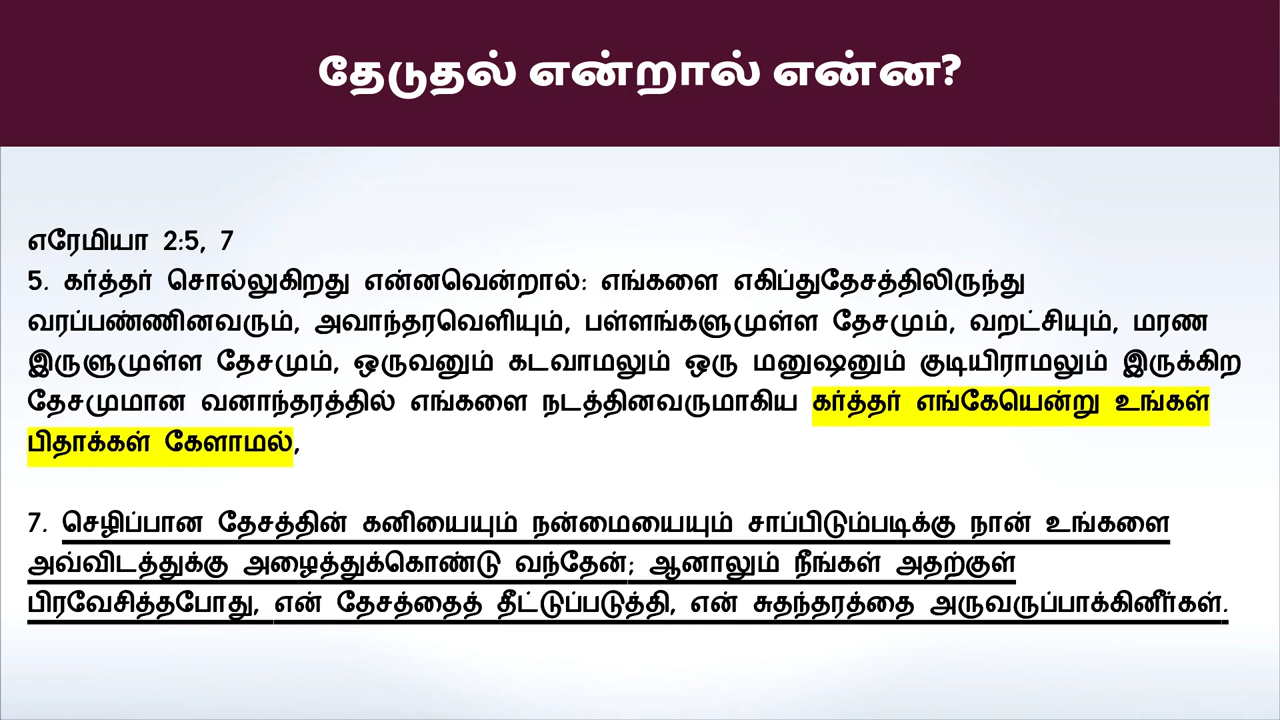 தேடுதல் என்றால் என்ன?
எரேமியா 2:5, 7
5. கர்த்தர் சொல்லுகிறது என்னவென்றால்: எங்களை எகிப்துதேசத்திலிருந்து
வரப்பண்ணினவரும், அவாந்தரவெளியும், பள்ளங்களுமுள்ள தேசமும், வறட்சியும், மரண
இருளுமுள்ள தேசமும், ஒருவனும் கடவாமலும் ஒரு மனுஷனும் குடியிராமலும் இருக்கிற
தேசமுமான வனாந்தரத்தில் எங்களை நடத்தினவருமாகிய கர்த்தர் எங்கேயென்று உங்கள்
பிதாக்கள் கேளாமல்,
7. செழிப்பான தேசத்தின் கனியையும் நன்மையையும் சாப்பிடும்படிக்கு நான் உங்களை
அவ்விடத்துக்கு அழைத்துக்கொண்டு வந்தேன்; ஆனாலும் நீங்கள் அதற்குள்
பிரவேசித்தபோது, என் தேசத்தைத் தீட்டுப்படுத்தி, என் சுதந்தரத்தை அருவருப்பாக்கினீர்கள்.